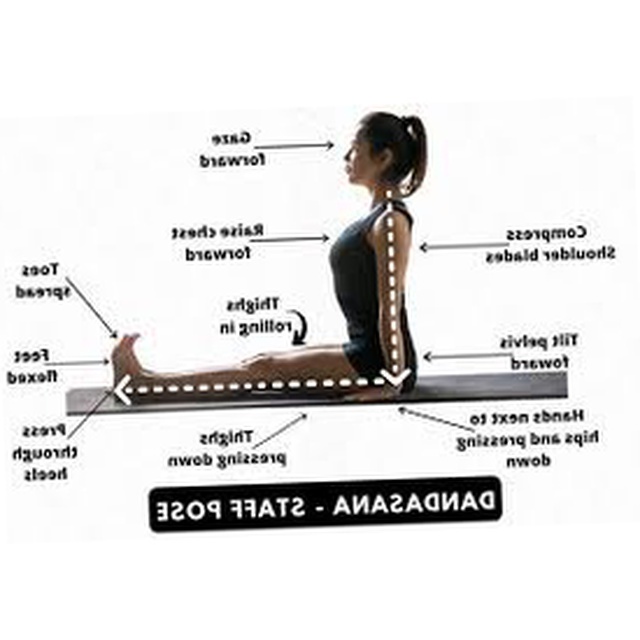 Gaze
forward
Raise chest
forward
Compress
Shoulder blades
Toes
spread
Thighs
rolling in
Feet
flexed
Tilt pelvis
foward
Press
through
heels
Thighs
pressing down
Hands next to
hips and pressing
down
DANDASANA - STAFF POSE